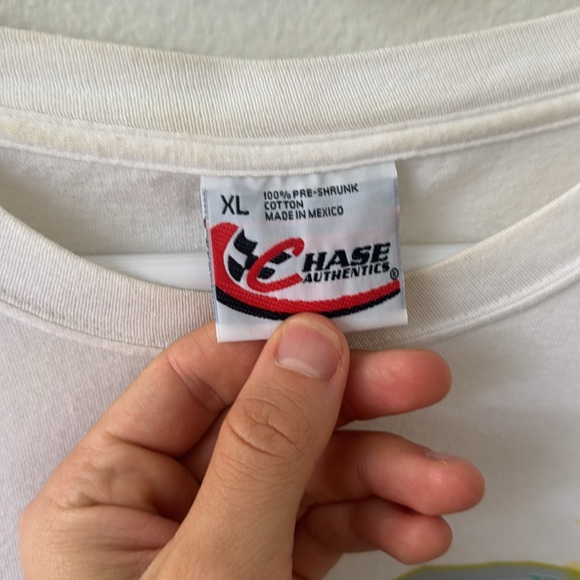 XL
100% PRE-SHRUNK
COTTON
MADE IN MEXICO
CHASE
AUTHENTICS®